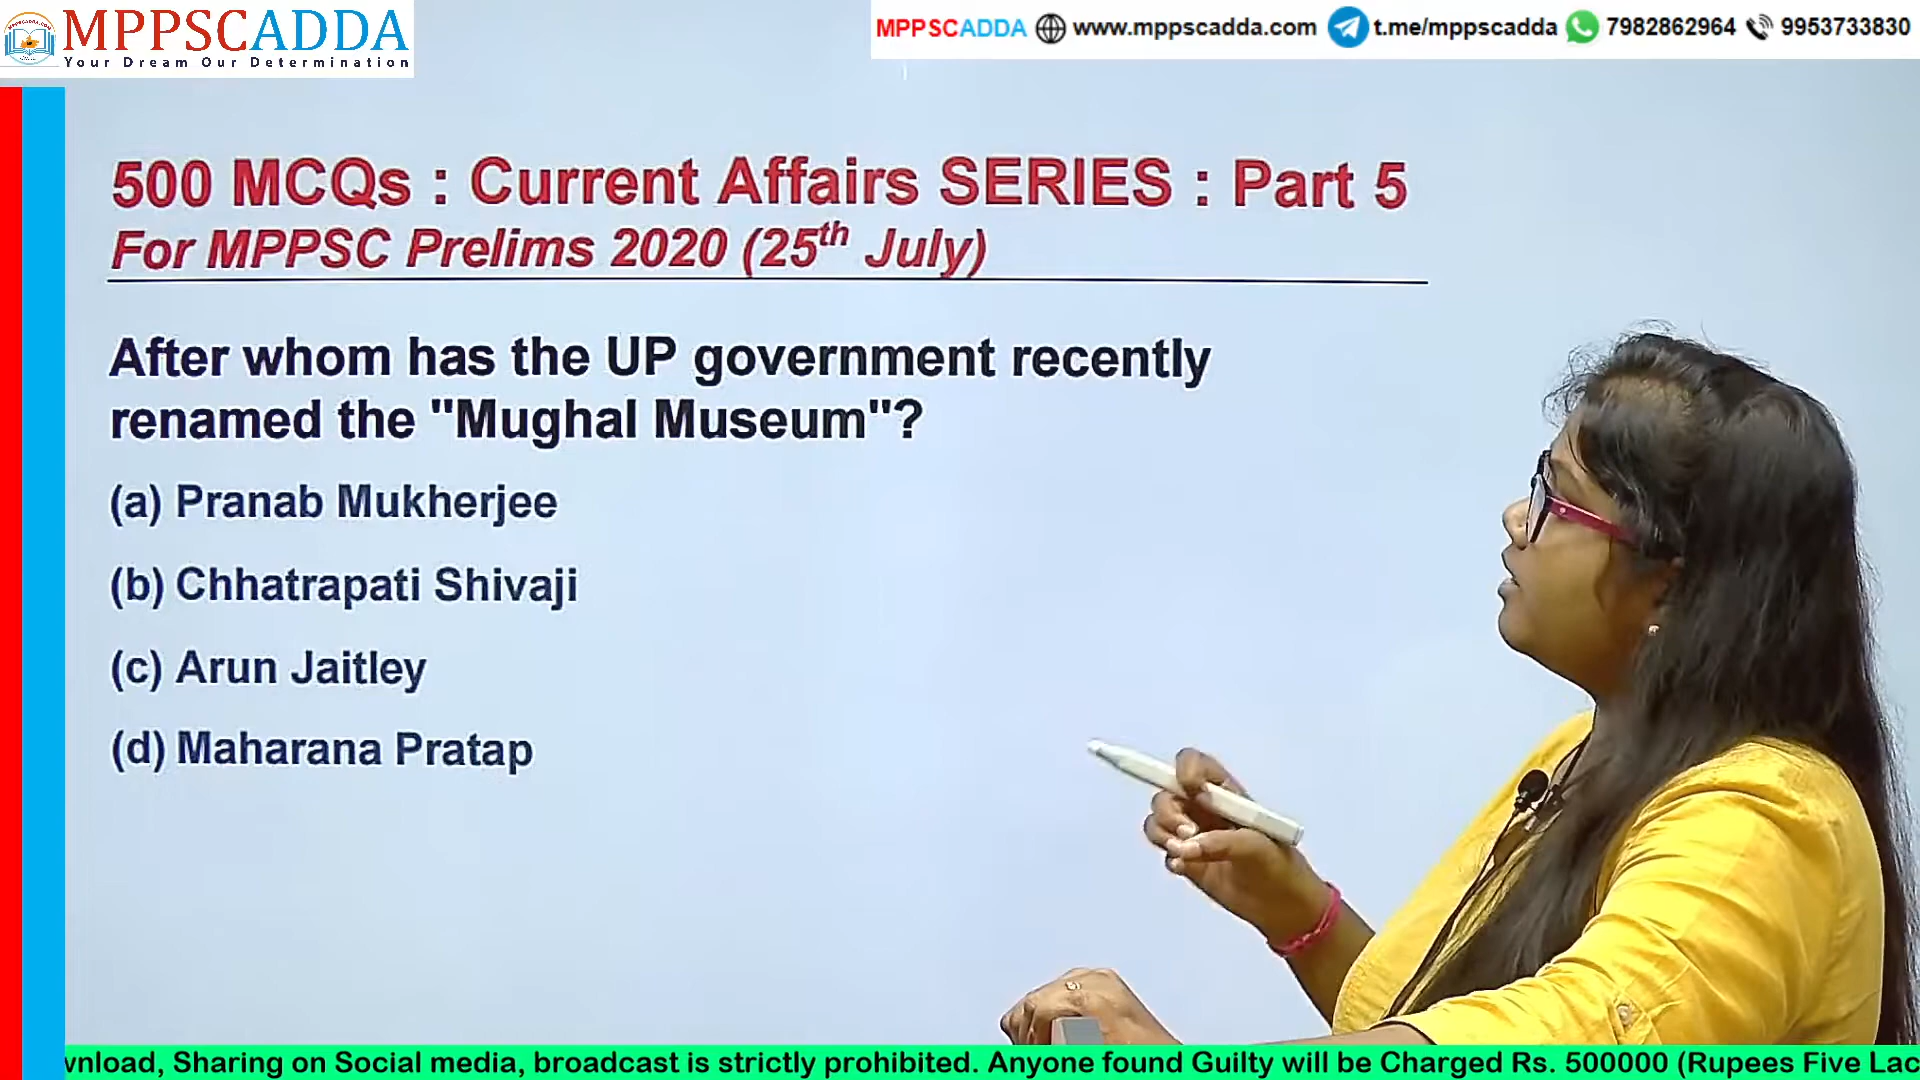 MPPSCADDA
Your Dream Our Determination
MPPSCADDA www.mppscadda.com t.me/mppscadda 7982862964 9953733830
500 MCQs : Current Affairs SERIES : Part 5
For MPPSC Prelims 2020 (25th July)
After whom has the UP government recently
renamed the "Mughal Museum"?
(a) Pranab Mukherjee
(b) Chhatrapati Shivaji
(c) Arun Jaitley
(d) Maharana Pratap
wnload, Sharing on Social media, broadcast is strictly prohibited. Anyone found Guilty will be Charged Rs. 500000 (Rupees Five Lac